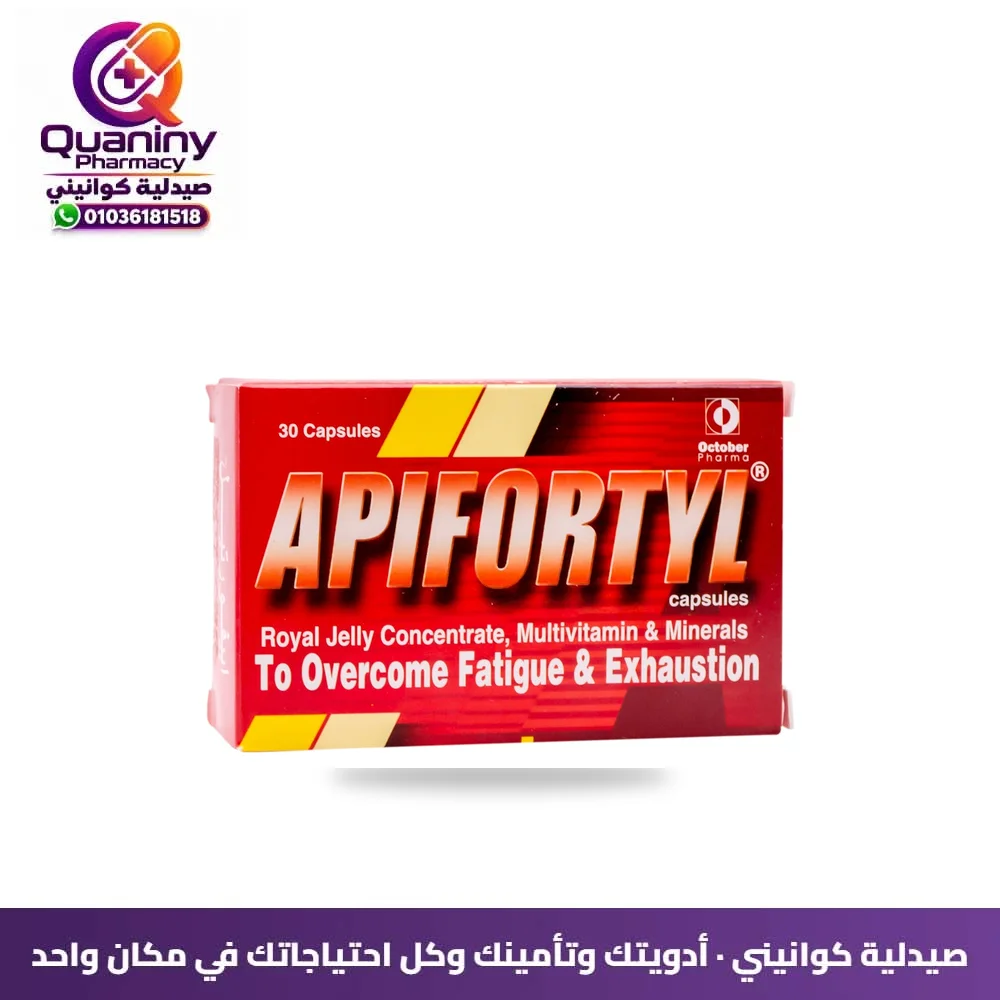 Quaniny
Pharmacy
صيدلية كوانيني
01036181518
30 Capsules
October
Pharma
APIFORTYL®
capsules
Royal Jelly Concentrate, Multivitamin & Minerals
To Overcome Fatigue & Exhaustion
صيدلية كوانيني · أدويتك وتأمينك وكل احتياجاتك في مكان واحد